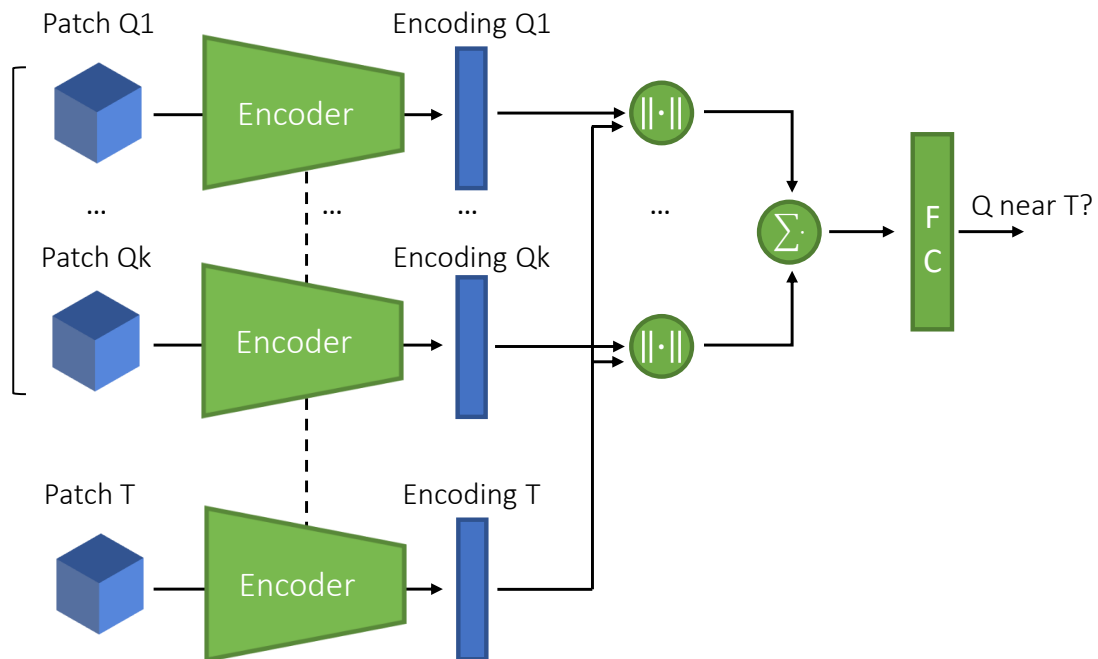 Patch Q1
Encoding Q1
Encoder
||·||
... ... ... ...
Patch Qk
Encoding Qk
Encoder
||·||
∑·
F
C
Q near T?
Patch T
Encoding T
Encoder